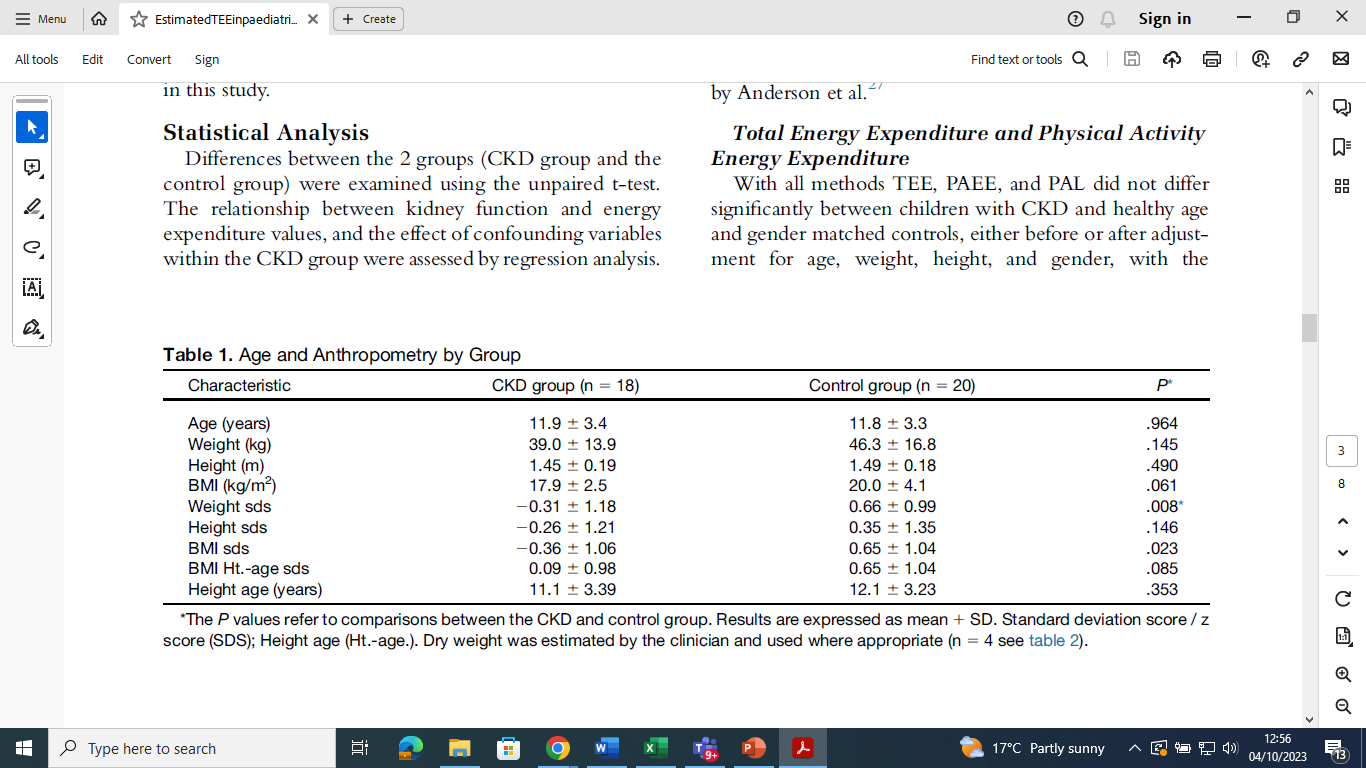 Menu
EstimatedTEEinpaediatri...
+ Create
Sign in
All tools
Edit
Convert
Sign
Find text or tools
in this study.
Statistical Analysis
Differences between the 2 groups (CKD group and the
control group) were examined using the unpaired t-test.
The relationship between kidney function and energy
expenditure values, and the effect of confounding variables
within the CKD group were assessed by regression analysis.
by Anderson et al.27
Total Energy Expenditure and Physical Activity
Energy Expenditure
With all methods TEE, PAEE, and PAL did not differ
significantly between children with CKD and healthy age
and gender matched controls, either before or after adjust-
ment for age, weight, height, and gender, with the
Table 1. Age and Anthropometry by Group
Characteristic CKD group (n = 18) Control group (n = 20) P*
Age (years) 11.9 ± 3.4 11.8 ± 3.3 .964
Weight (kg) 39.0 ± 13.9 46.3 ± 16.8 .145
Height (m) 1.45 ± 0.19 1.49 ± 0.18 .490
BMI (kg/m²) 17.9 ± 2.5 20.0 ± 4.1 .061
Weight sds −0.31 ± 1.18 0.66 ± 0.99 .008*
Height sds −0.26 ± 1.21 0.35 ± 1.35 .146
BMI sds −0.36 ± 1.06 0.65 ± 1.04 .023
BMI Ht.-age sds 0.09 ± 0.98 0.65 ± 1.04 .085
Height age (years) 11.1 ± 3.39 12.1 ± 3.23 .353
*The P values refer to comparisons between the CKD and control group. Results are expressed as mean + SD. Standard deviation score / z
score (SDS); Height age (Ht.-age.). Dry weight was estimated by the clinician and used where appropriate (n = 4 see table 2).
3
8
1:1
Type here to search
9+
17°C Partly sunny
12:56
04/10/2023
13